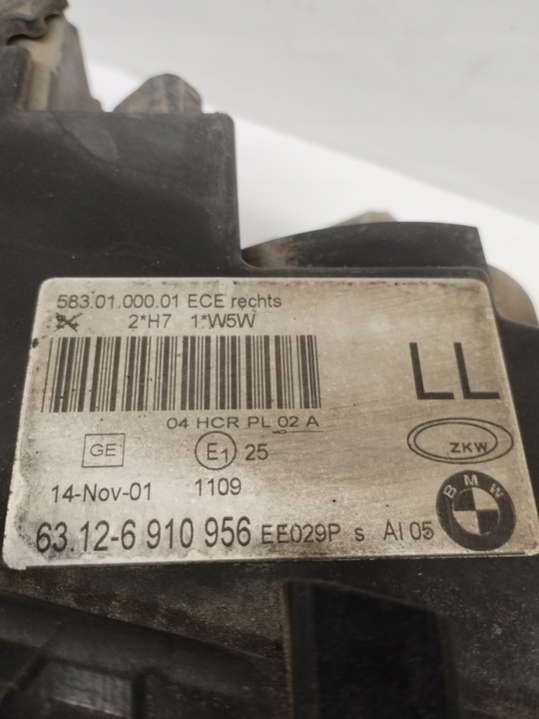 583.01.000.01 ECE rechts
2*H7 1*W5W
LL
04 HCR PL 02 A
GE E1 25
ZKW
14-Nov-01 1109
BMW
63.12-6 910 956 EE029P s AI 05